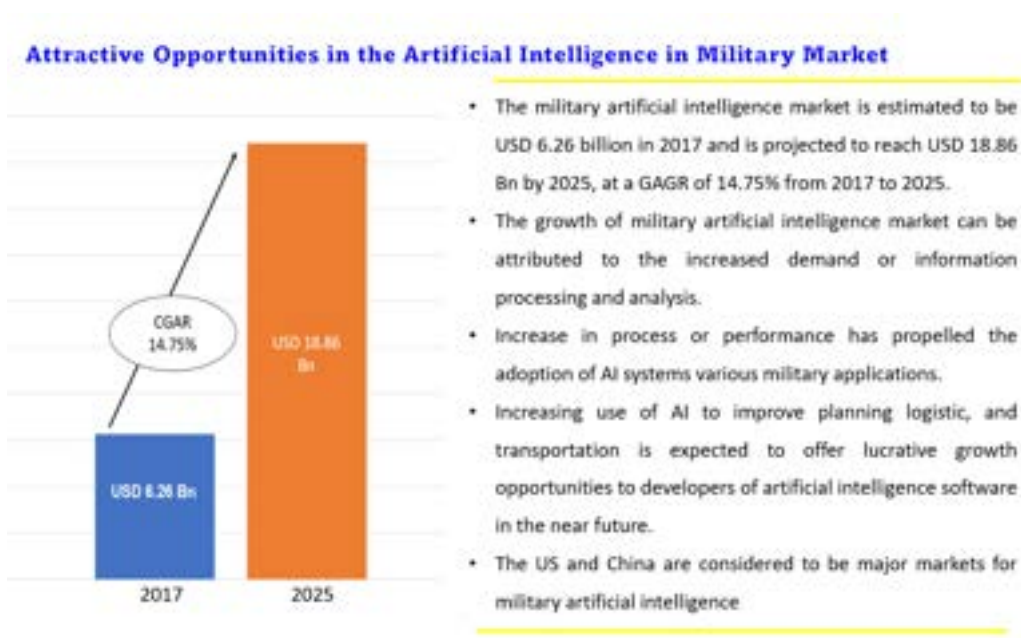 Attractive Opportunities in the Artificial Intelligence in Military Market
CGAR
14.75%
USD 18.86
Bn
USD 6.26 Bn
2017
2025
• The military artificial intelligence market is estimated to be
USD 6.26 billion in 2017 and is projected to reach USD 18.86
Bn by 2025, at a GAGR of 14.75% from 2017 to 2025.
• The growth of military artificial intelligence market can be
attributed to the increased demand or information
processing and analysis.
• Increase in process or performance has propelled the
adoption of AI systems various military applications.
• Increasing use of AI to improve planning logistic, and
transportation is expected to offer lucrative growth
opportunities to developers of artificial intelligence software
in the near future.
• The US and China are considered to be major markets for
military artificial intelligence